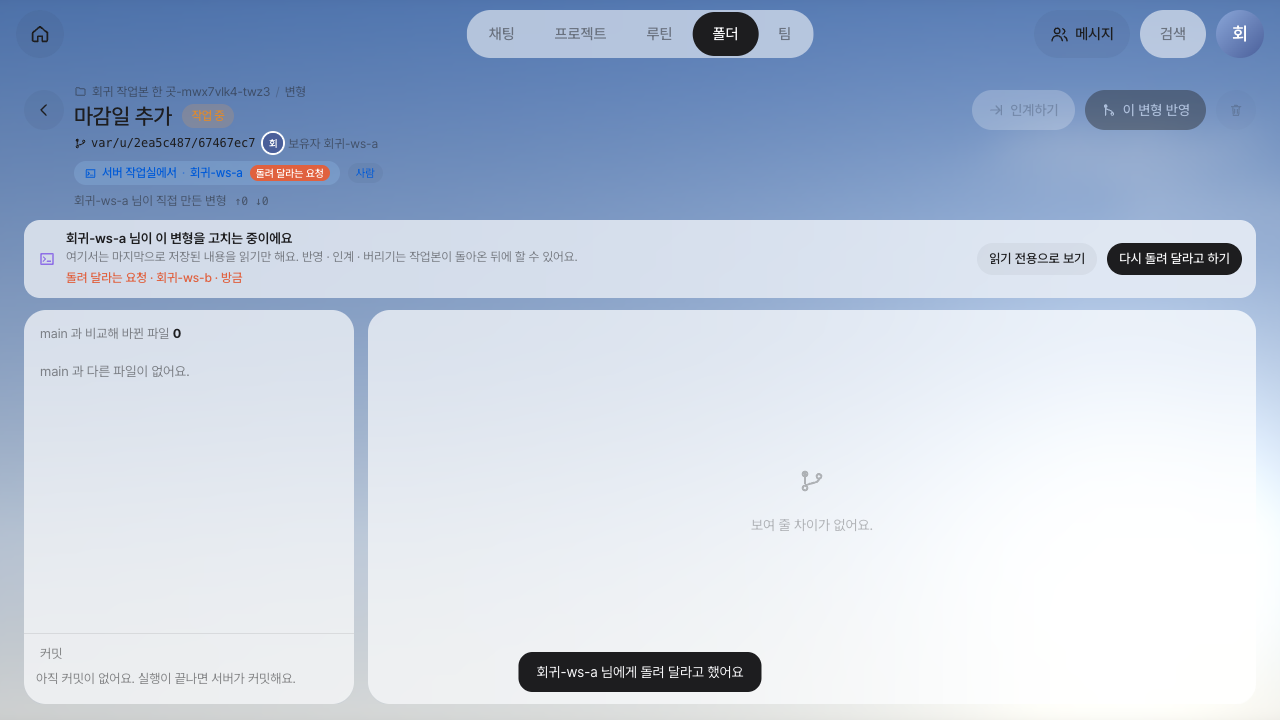 채팅
프로젝트
루틴
폴더
팀
메시지
검색
회
회귀 작업본 한 곳-mwx7vlk4-twz3 / 변형
마감일 추가 작업 중
인계하기
이 변형 반영
var/u/2ea5c487/67467ec7 회 보유자 회귀-ws-a
서버 작업실에서 · 회귀-ws-a 돌려 달라는 요청 사람
회귀-ws-a 님이 직접 만든 변형 ↑0 ↓0
회귀-ws-a 님이 이 변형을 고치는 중이에요
여기서는 마지막으로 저장된 내용을 읽기만 해요. 반영 · 인계 · 버리기는 작업본이 돌아온 뒤에 할 수 있어요.
돌려 달라는 요청 · 회귀-ws-b · 방금
읽기 전용으로 보기
다시 돌려 달라고 하기
main 과 비교해 바뀐 파일 0
main 과 다른 파일이 없어요.
보여 줄 차이가 없어요.
커밋
아직 커밋이 없어요. 실행이 끝나면 서버가 커밋해요.
회귀-ws-a 님에게 돌려 달라고 했어요